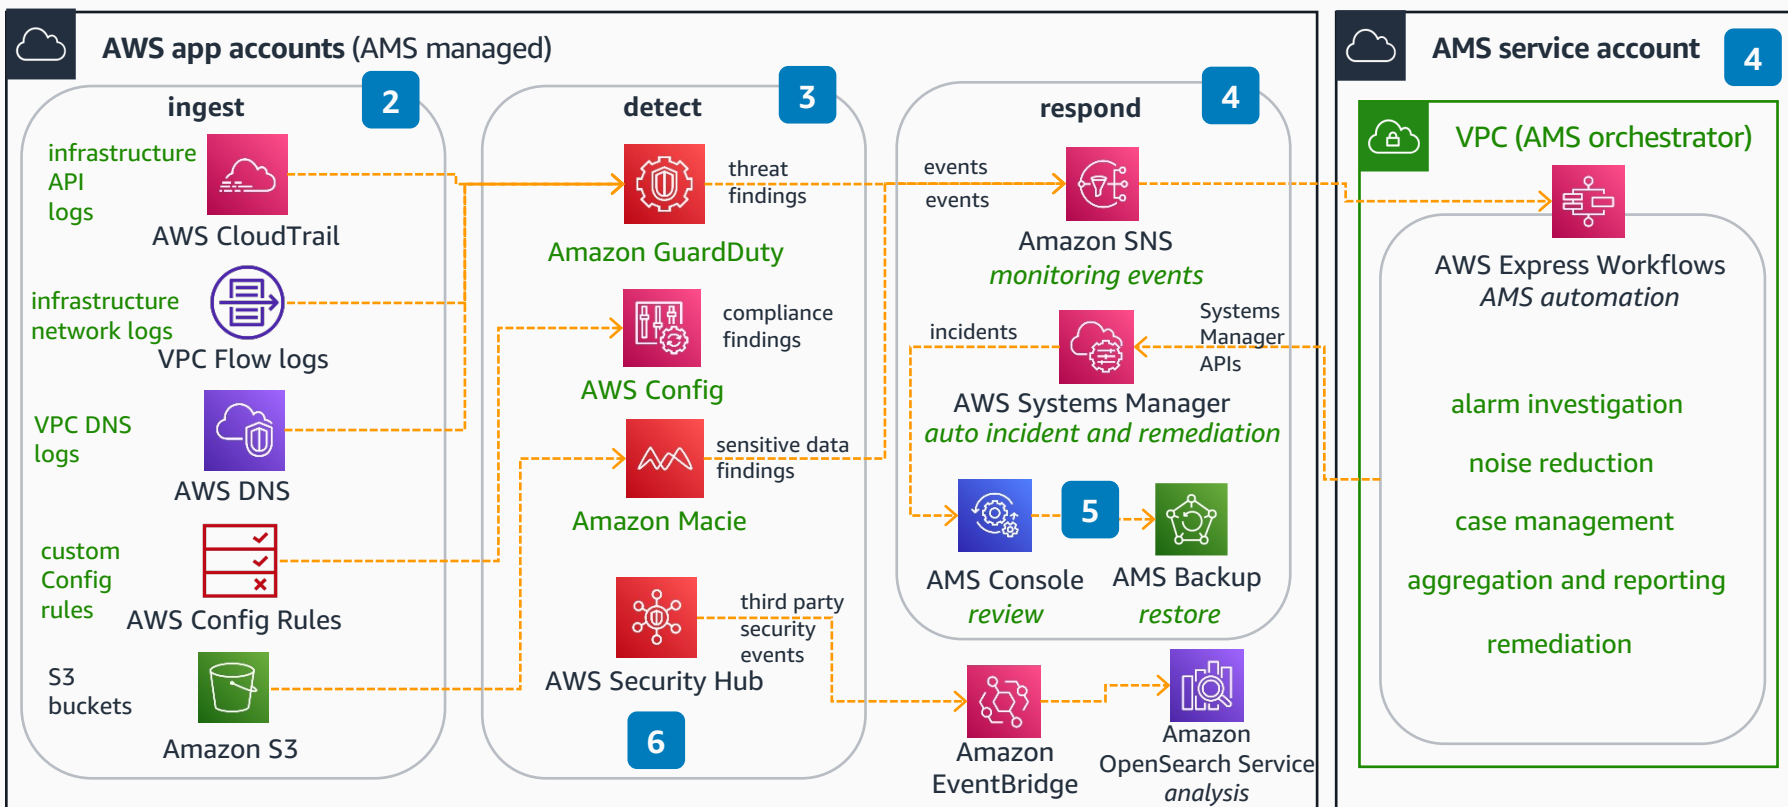 AWS app accounts (AMS managed)
ingest
2
infrastructure
API
logs
AWS CloudTrail
infrastructure
network logs
VPC Flow logs
VPC DNS
logs
AWS DNS
custom
Config
rules
AWS Config Rules
S3
buckets
Amazon S3
detect
3
threat
findings
Amazon GuardDuty
compliance
findings
AWS Config
sensitive data
findings
Amazon Macie
third party
security
events
AWS Security Hub
6
respond
4
events
events
Amazon SNS
monitoring events
incidents
Systems
Manager
APIs
AWS Systems Manager
auto incident and remediation
5
AMS Console
review
AMS Backup
restore
Amazon
EventBridge
Amazon
OpenSearch Service
analysis
AMS service account
4
VPC (AMS orchestrator)
AWS Express Workflows
AMS automation
alarm investigation
noise reduction
case management
aggregation and reporting
remediation